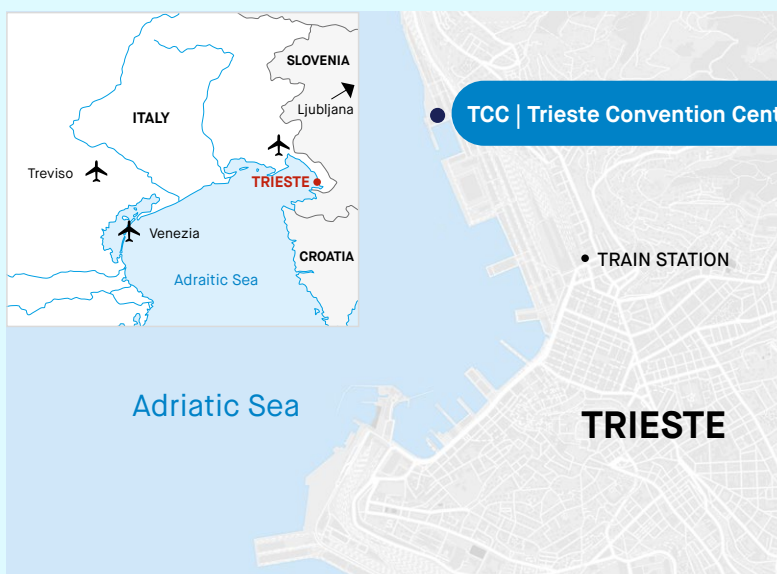 SLOVENIA
Ljubljana
ITALY
Treviso
TRIESTE
Venezia
CROATIA
Adraitic Sea
TCC | Trieste Convention Cent
TRAIN STATION
Adriatic Sea
TRIESTE